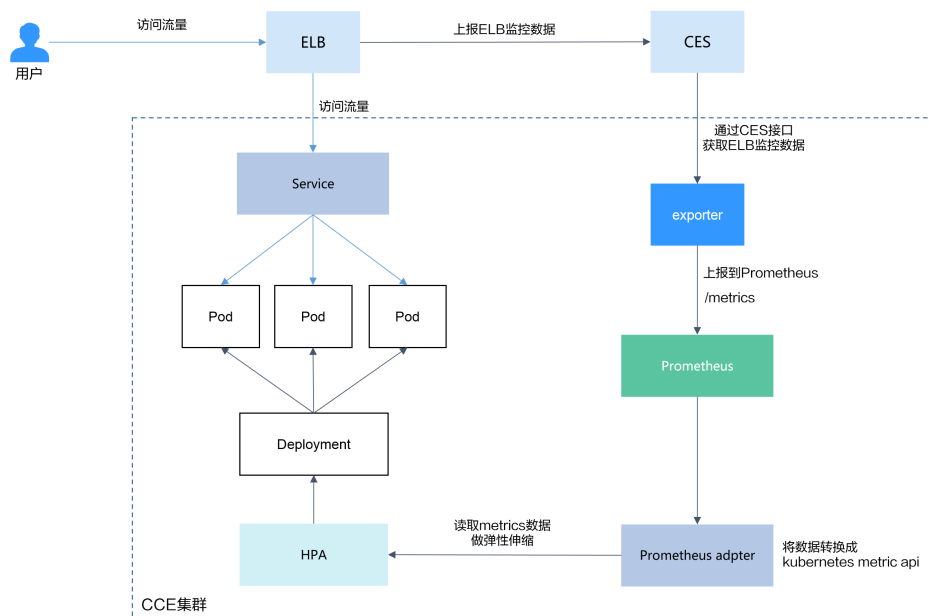 访问流量
ELB
上报ELB监控数据
CES
用户
访问流量
通过CES接口
获取ELB监控数据
Service
exporter
上报到Prometheus
/metrics
Pod
Pod
Pod
Prometheus
Deployment
读取metrics数据
做弹性伸缩
HPA
Prometheus adpter
将数据转换成
kubernetes metric api
CCE集群